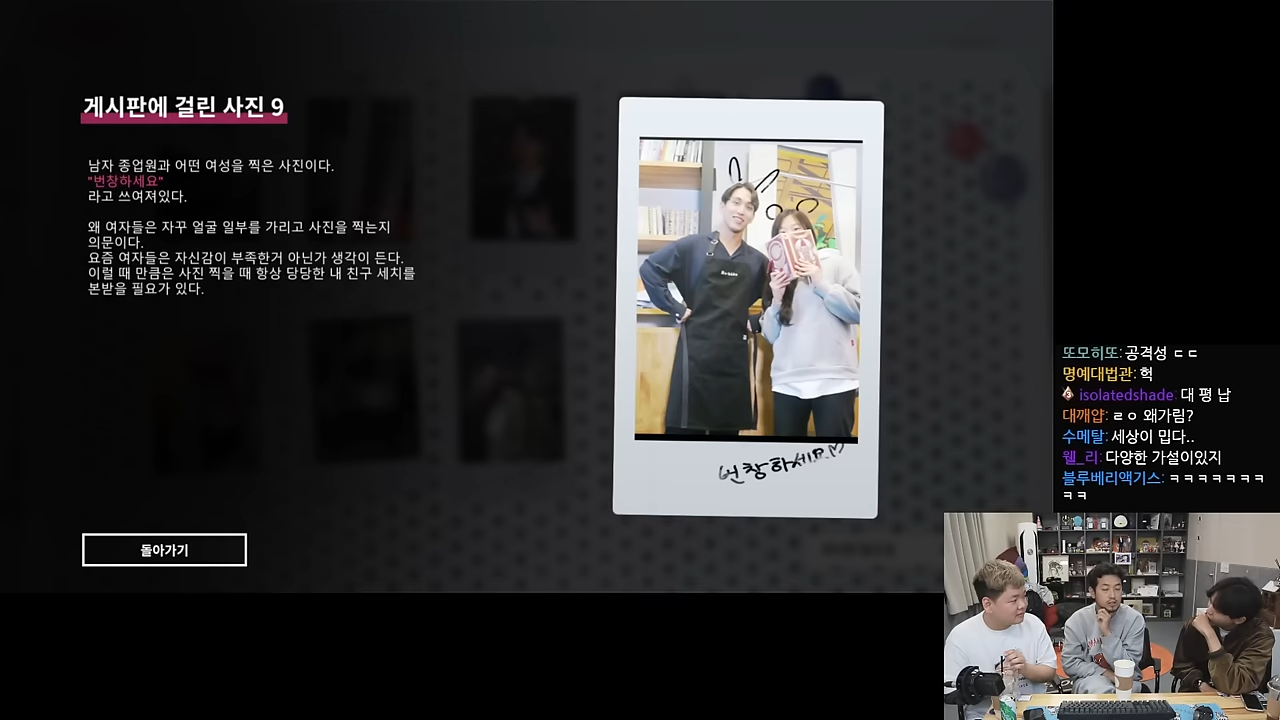 게시판에 걸린 사진 9
남자 종업원과 어떤 여성을 찍은 사진이다.
"번창하세요"
라고 쓰여져있다.
왜 여자들은 자꾸 얼굴 일부를 가리고 사진을 찍는지
의문이다.
요즘 여자들은 자신감이 부족한거 아닌가 생각이 든다.
이럴 때 만큼은 사진 찍을 때 항상 당당한 내 친구 세치를
본받을 필요가 있다.
돌아가기
번창하세요♡
또모히또: 공격성 ㄷㄷ
명예대법관: 헉
isolatedshade: 대 평 납
대깨얍: ㄹㅇ 왜가림?
수메탈: 세상이 밉다..
웰_리: 다양한 가설이있지
블루베리액기스: ㅋㅋㅋㅋㅋㅋㅋ
ㅋㅋ